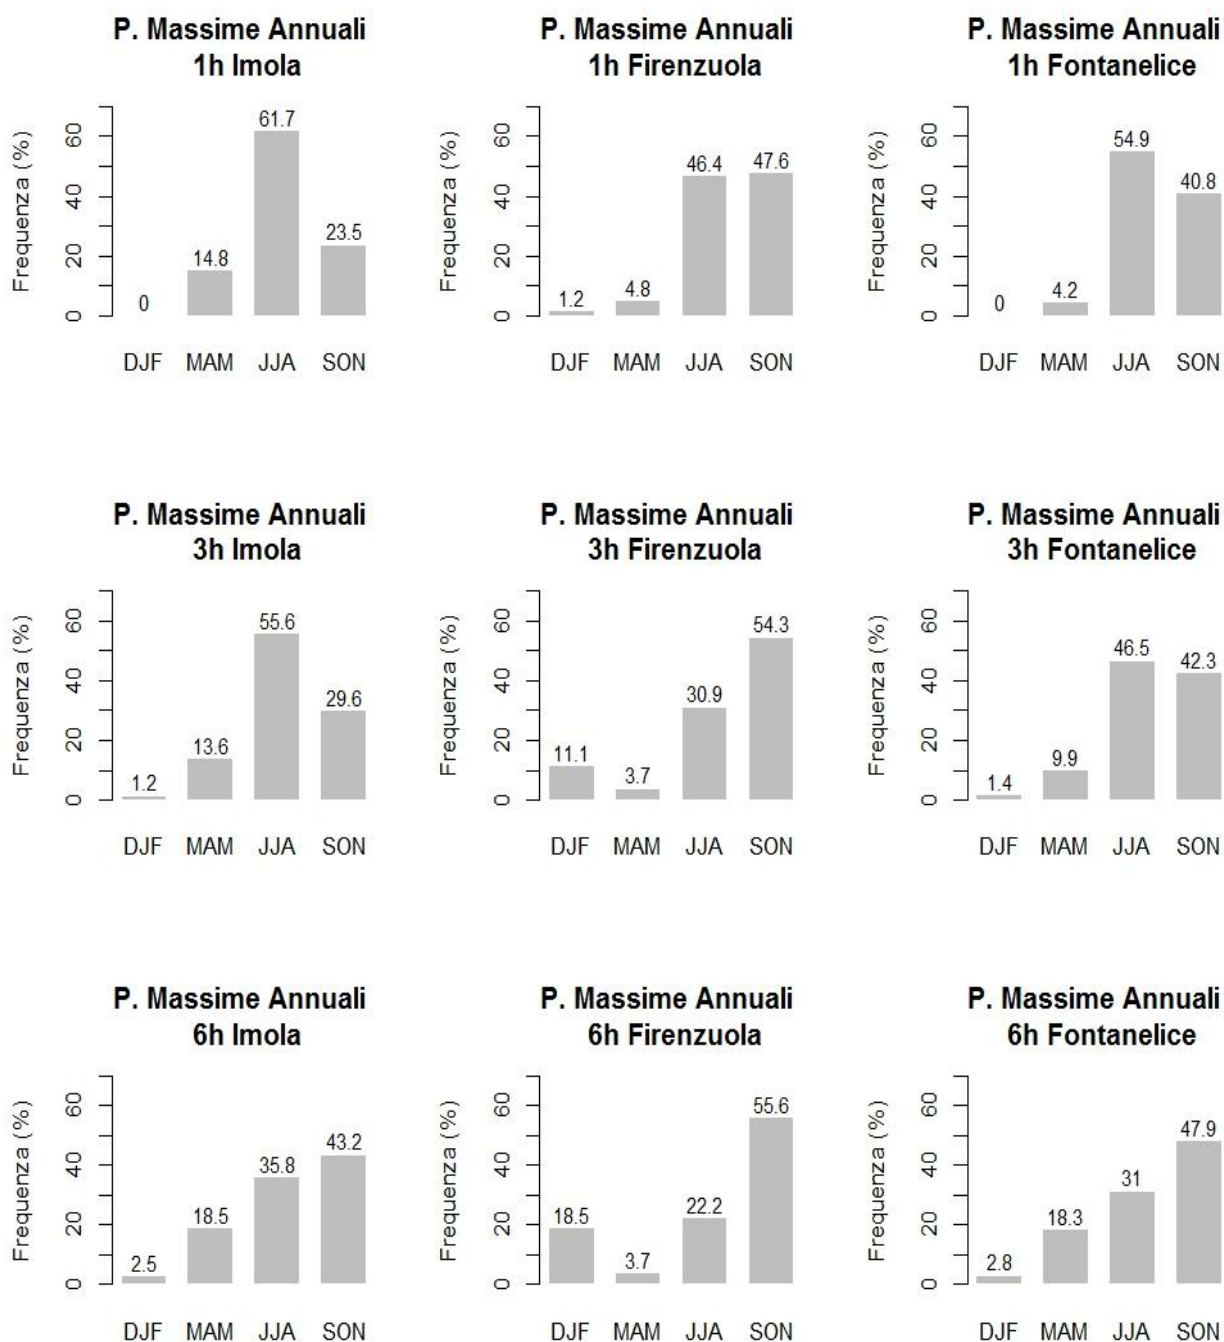 P. Massime Annuali
1h Imola
Frequenza (%)
0 20 40 60
0 14.8 61.7 23.5
DJF MAM JJA SON
P. Massime Annuali
1h Firenzuola
Frequenza (%)
0 20 40 60
1.2 4.8 46.4 47.6
DJF MAM JJA SON
P. Massime Annuali
1h Fontanelice
Frequenza (%)
0 20 40 60
0 4.2 54.9 40.8
DJF MAM JJA SON
P. Massime Annuali
3h Imola
Frequenza (%)
0 20 40 60
1.2 13.6 55.6 29.6
DJF MAM JJA SON
P. Massime Annuali
3h Firenzuola
Frequenza (%)
0 20 40 60
11.1 3.7 30.9 54.3
DJF MAM JJA SON
P. Massime Annuali
3h Fontanelice
Frequenza (%)
0 20 40 60
1.4 9.9 46.5 42.3
DJF MAM JJA SON
P. Massime Annuali
6h Imola
Frequenza (%)
0 20 40 60
2.5 18.5 35.8 43.2
DJF MAM JJA SON
P. Massime Annuali
6h Firenzuola
Frequenza (%)
0 20 40 60
18.5 3.7 22.2 55.6
DJF MAM JJA SON
P. Massime Annuali
6h Fontanelice
Frequenza (%)
0 20 40 60
2.8 18.3 31 47.9
DJF MAM JJA SON